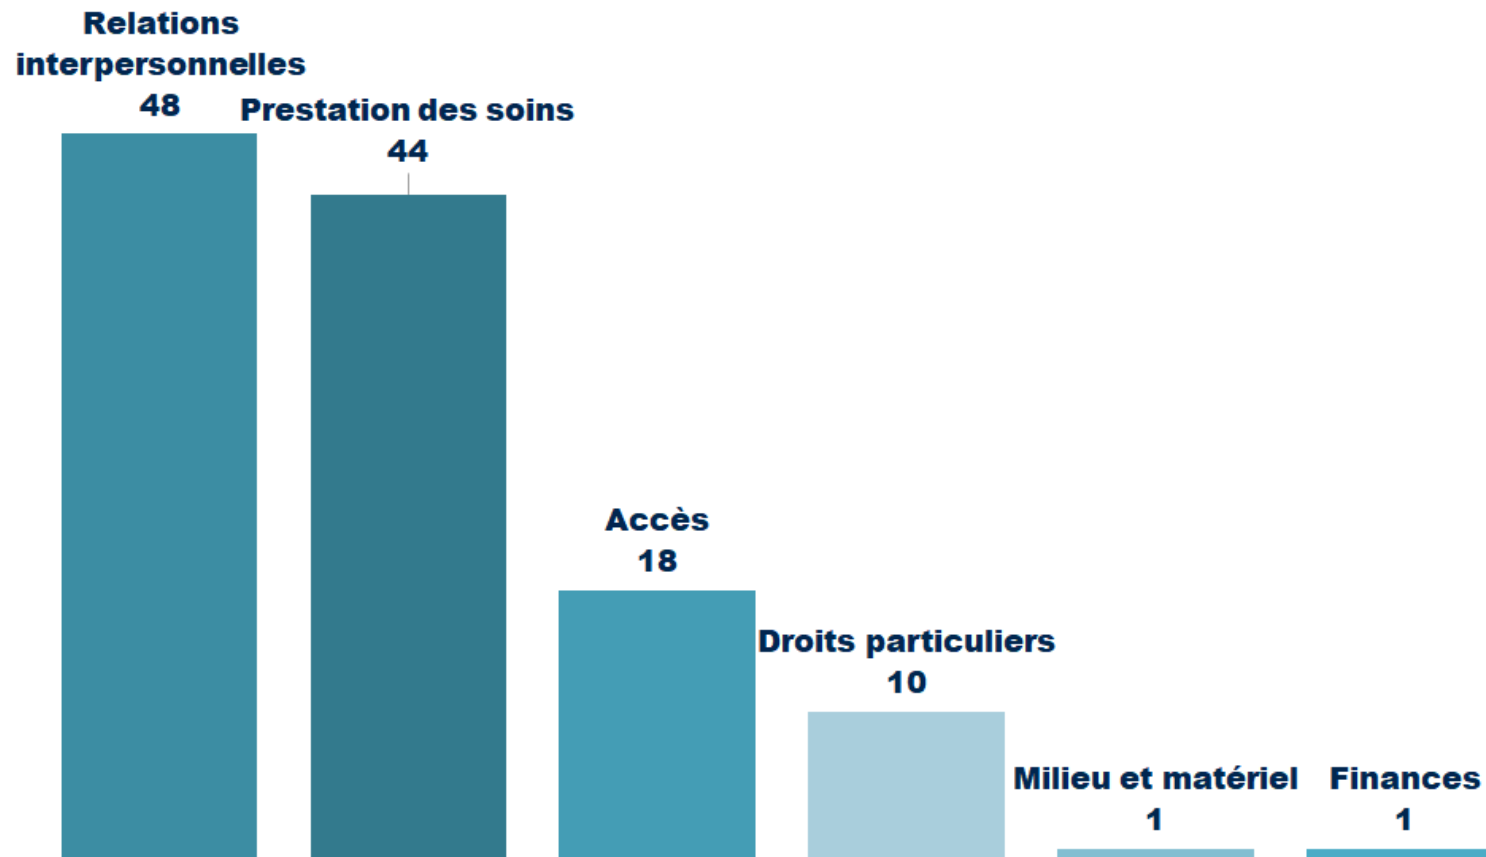 Relations
interpersonnelles
48
Prestation des soins
44
Accès
18
Droits particuliers
10
Milieu et matériel
1
Finances
1